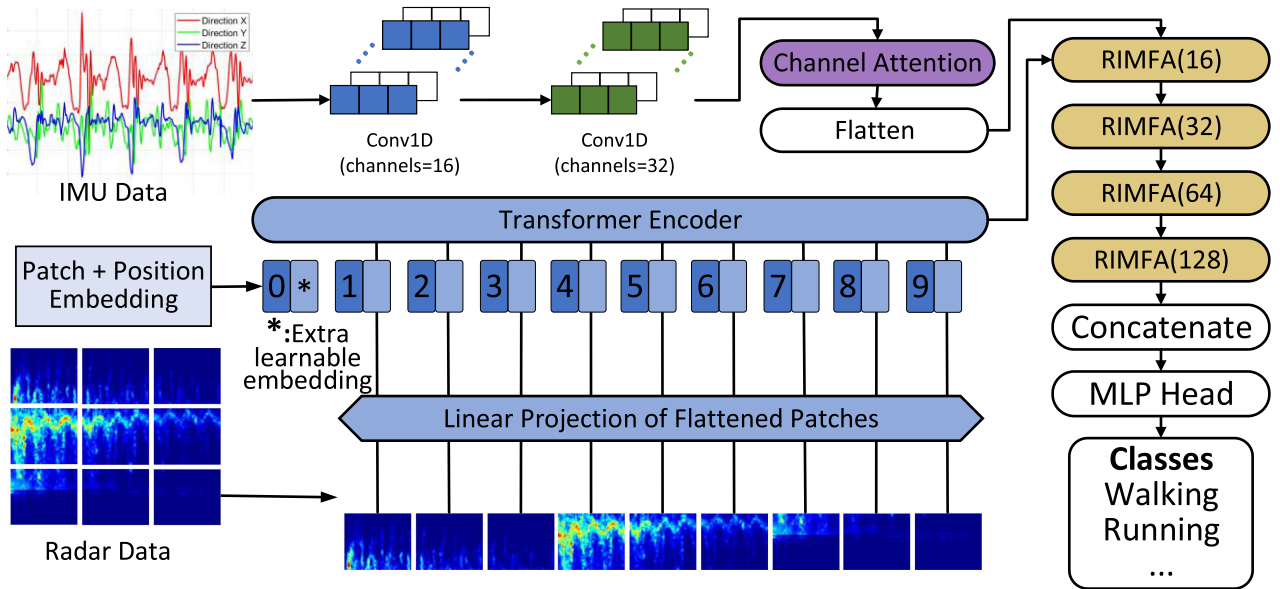 Direction X
Direction Y
Direction Z
IMU Data
Conv1D
(channels=16)
Conv1D
(channels=32)
Channel Attention
Flatten
RIMFA(16)
RIMFA(32)
RIMFA(64)
RIMFA(128)
Concatenate
MLP Head
Classes
Walking
Running
...
Transformer Encoder
Patch + Position
Embedding
0 * 1 2 3 4 5 6 7 8 9
*:Extra
learnable
embedding
Linear Projection of Flattened Patches
Radar Data